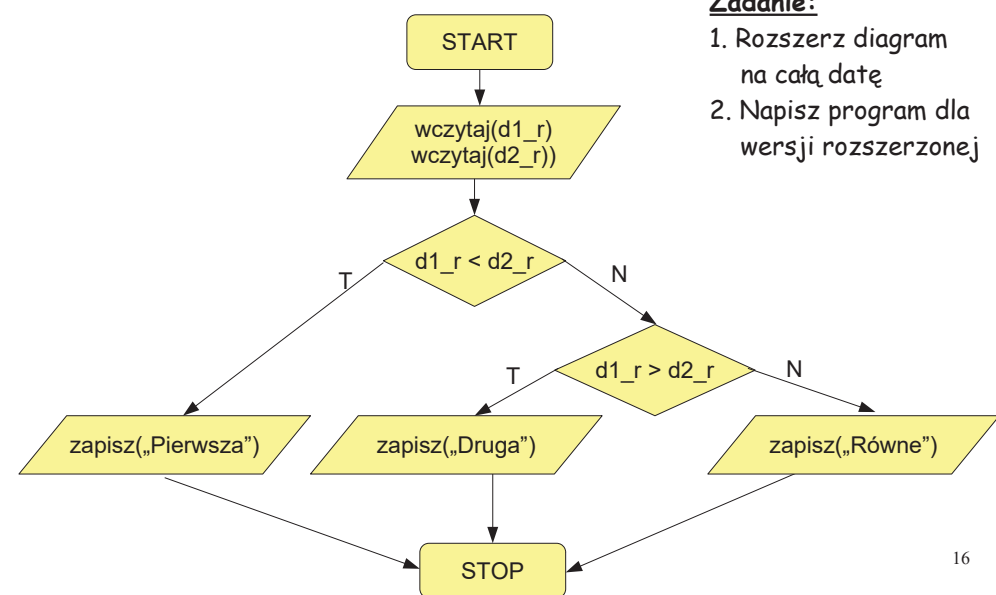 Zadanie:
1. Rozszerz diagram
na całą datę
2. Napisz program dla
wersji rozszerzonej
START
wczytaj(d1_r)
wczytaj(d2_r))
d1_r < d2_r
T
N
d1_r > d2_r
T
N
zapisz(„Pierwsza”)
zapisz(„Druga”)
zapisz(„Równe”)
STOP
16